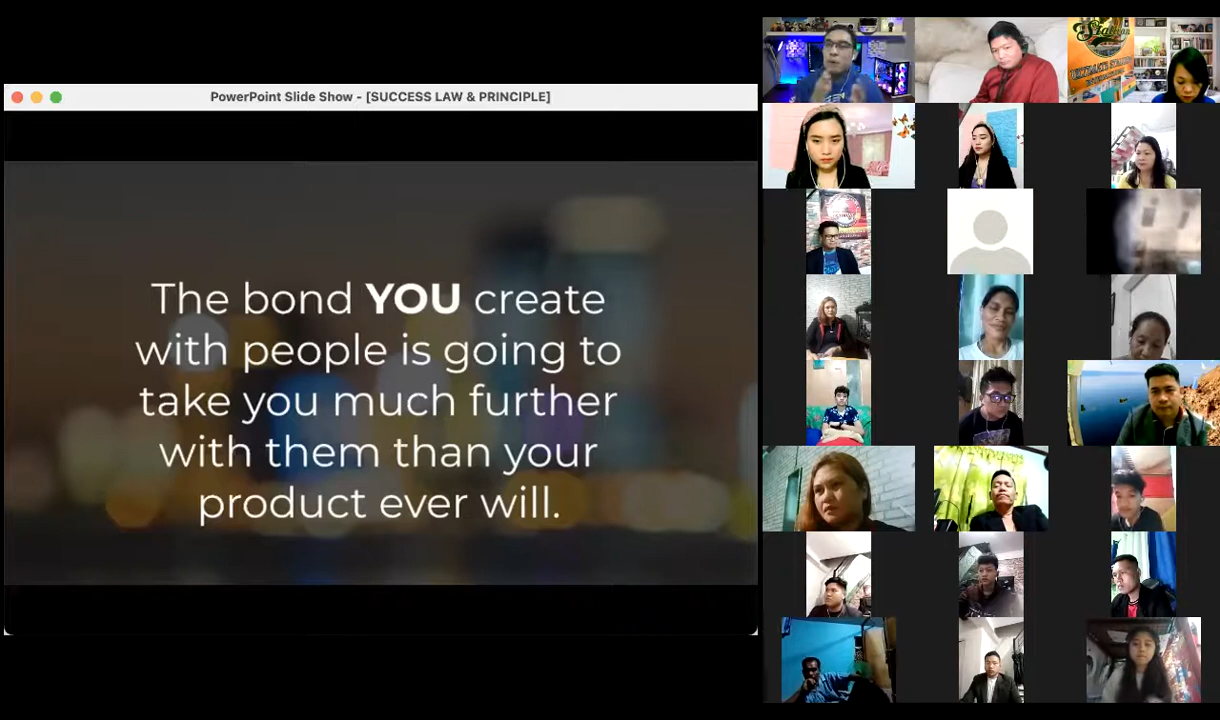 PowerPoint Slide Show - [SUCCESS LAW & PRINCIPLE]
The bond YOU create
with people is going to
take you much further
with them than your
product ever will.